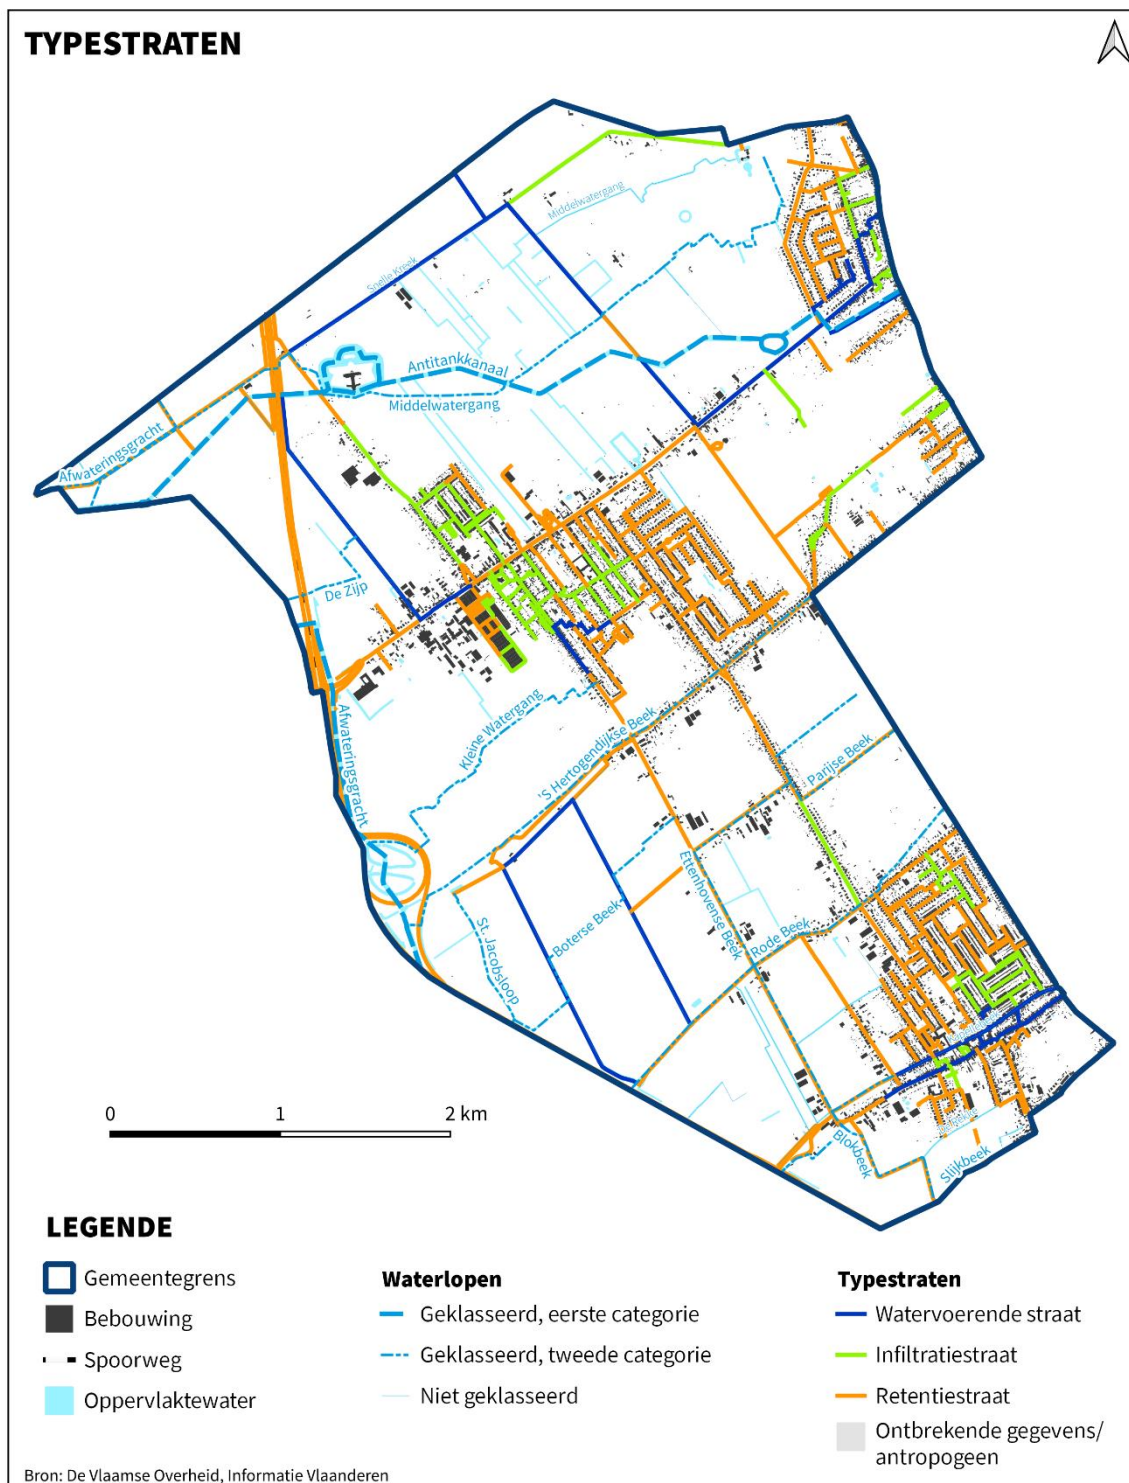 TYPESTRATEN
Middelwatergang
Snelle Kreek
Antitankkanaal
Middelwatergang
Afwateringsgracht
De Zijp
Kleine Watergang
'S Hertogendijkse Beek
Afwateringsgracht
Parijse Beek
Ettenhovense Beek
Rode Beek
Boterse Beek
St. Jacobsloop
Blokbeek
Slijkbeek
0 1 2 km
LEGENDE
Gemeentegrens
Bebouwing
Spoorweg
Oppervlaktewater
Waterlopen
Geklasseerd, eerste categorie
Geklasseerd, tweede categorie
Niet geklasseerd
Typestraten
Watervoerende straat
Infiltratiestraat
Retentiestraat
Ontbrekende gegevens/
antropogeen
Bron: De Vlaamse Overheid, Informatie Vlaanderen